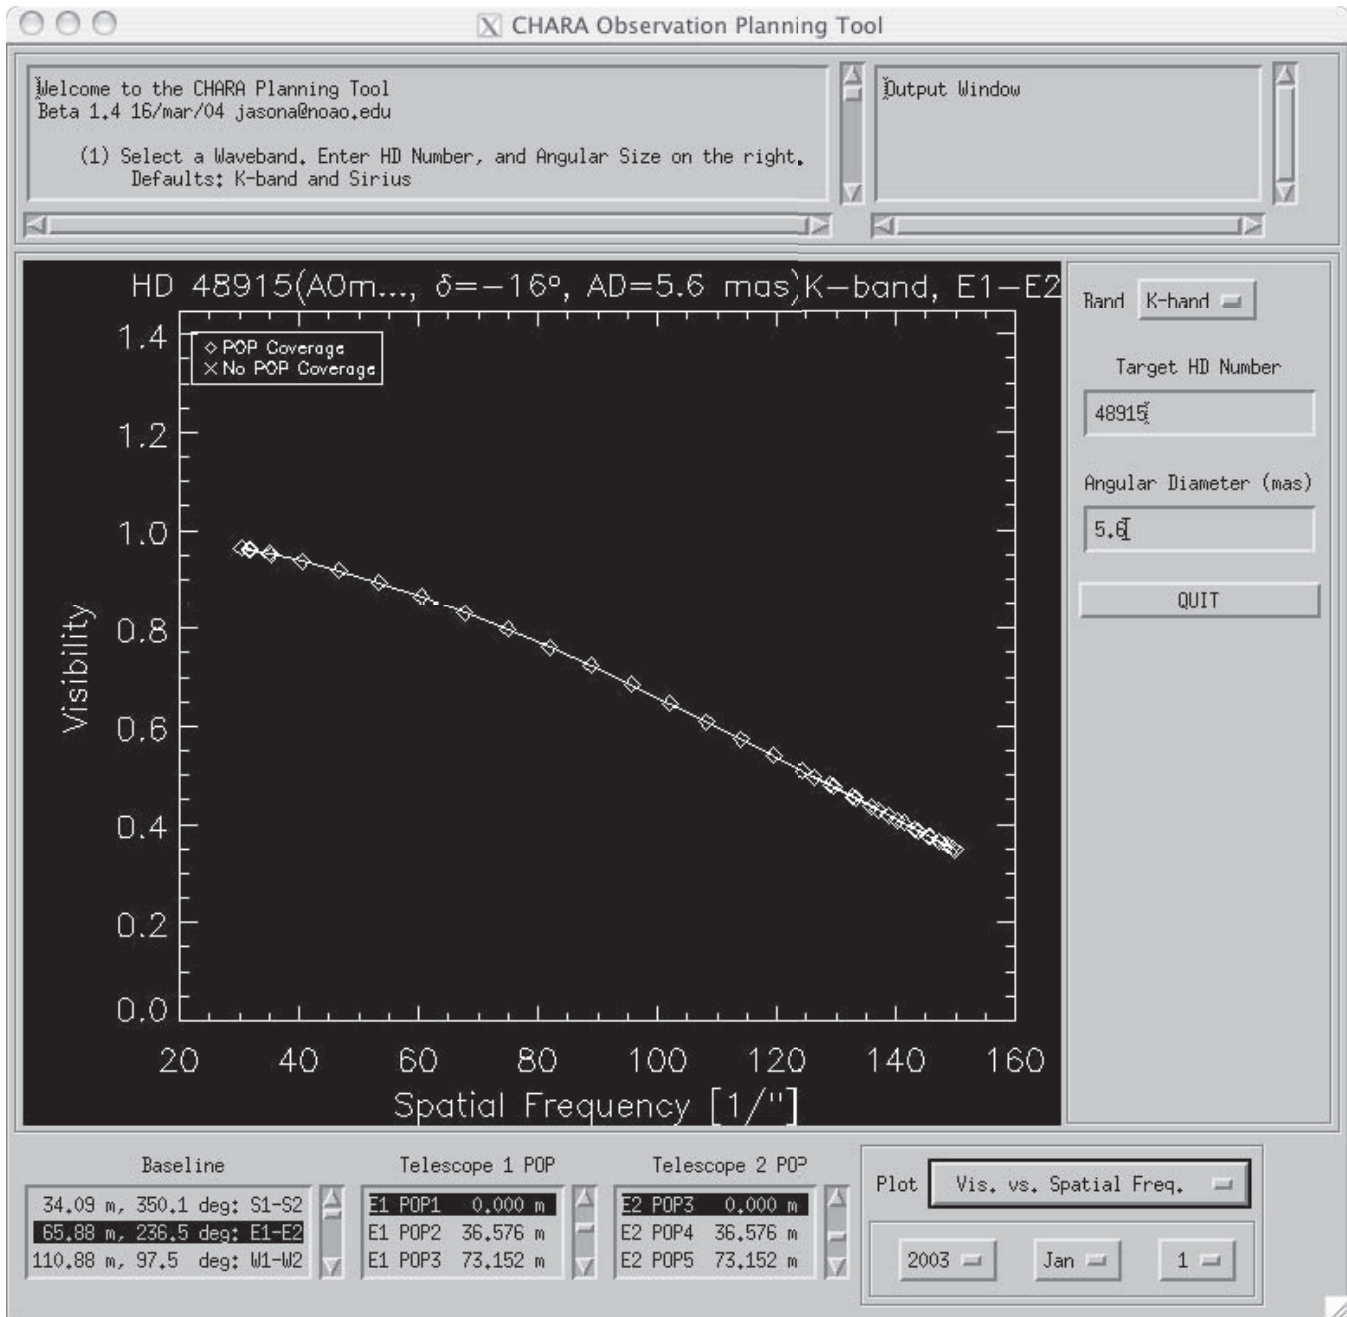 CHARA Observation Planning Tool
Welcome to the CHARA Planning Tool
Beta 1.4 16/mar/04 jasona@noao.edu
(1) Select a Waveband. Enter HD Number, and Angular Size on the right.
Defaults: K-band and Sirius
Output Window
HD 48915(A0m..., δ=−16º, AD=5.6 mas)K−band, E1−E2
◇ POP Coverage
× No POP Coverage
1.4
1.2
1.0
0.8
0.6
0.4
0.2
0.0
Visibility
20 40 60 80 100 120 140 160
Spatial Frequency [1/"]
Band K-band
Target HD Number
48915
Angular Diameter (mas)
5.6
QUIT
Baseline
34.09 m, 350.1 deg: S1-S2
65.88 m, 236.5 deg: E1-E2
110.88 m, 97.5 deg: W1-W2
Telescope 1 POP
E1 POP1 0.000 m
E1 POP2 36.576 m
E1 POP3 73.152 m
Telescope 2 POP
E2 POP3 0.000 m
E2 POP4 36.576 m
E2 POP5 73.152 m
Plot Vis. vs. Spatial Freq.
2003 Jan 1